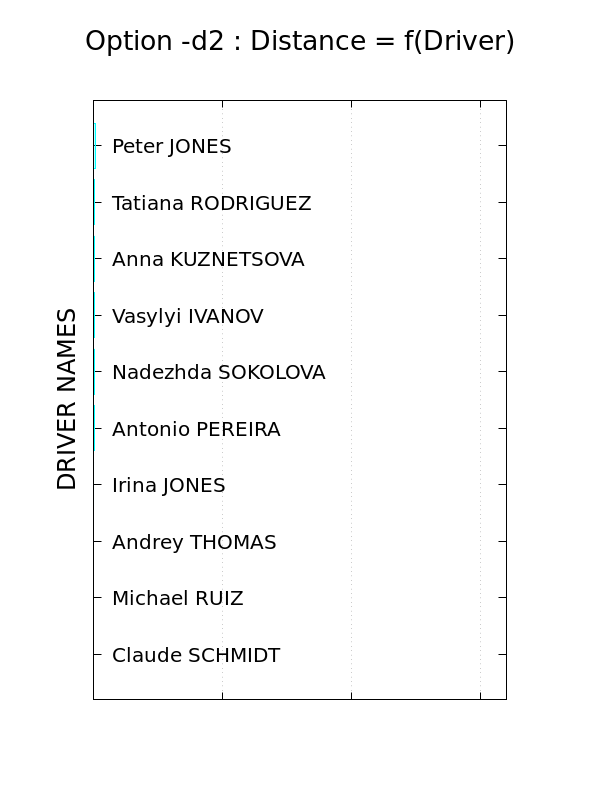 Option -d2 : Distance = f(Driver)
DRIVER NAMES
Peter JONES
Tatiana RODRIGUEZ
Anna KUZNETSOVA
Vasylyi IVANOV
Nadezhda SOKOLOVA
Antonio PEREIRA
Irina JONES
Andrey THOMAS
Michael RUIZ
Claude SCHMIDT